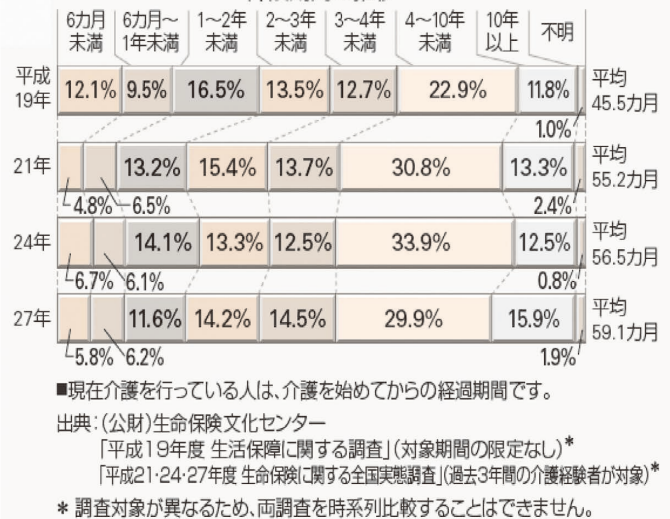 6カ月未満
6カ月～1年未満
1～2年未満
2～3年未満
3～4年未満
4～10年未満
10年以上
不明
平成19年
12.1%
9.5%
16.5%
13.5%
12.7%
22.9%
11.8%
1.0%
平均45.5カ月
21年
4.8%
6.5%
13.2%
15.4%
13.7%
30.8%
13.3%
2.4%
平均55.2カ月
24年
6.7%
6.1%
14.1%
13.3%
12.5%
33.9%
12.5%
0.8%
平均56.5カ月
27年
5.8%
6.2%
11.6%
14.2%
14.5%
29.9%
15.9%
1.9%
平均59.1カ月
■現在介護を行っている人は、介護を始めてからの経過期間です。
出典：(公財)生命保険文化センター
「平成19年度 生活保障に関する調査」(対象期間の限定なし)*
「平成21･24･27年度 生命保険に関する全国実態調査」(過去3年間の介護経験者が対象)*
* 調査対象が異なるため、両調査を時系列比較することはできません。